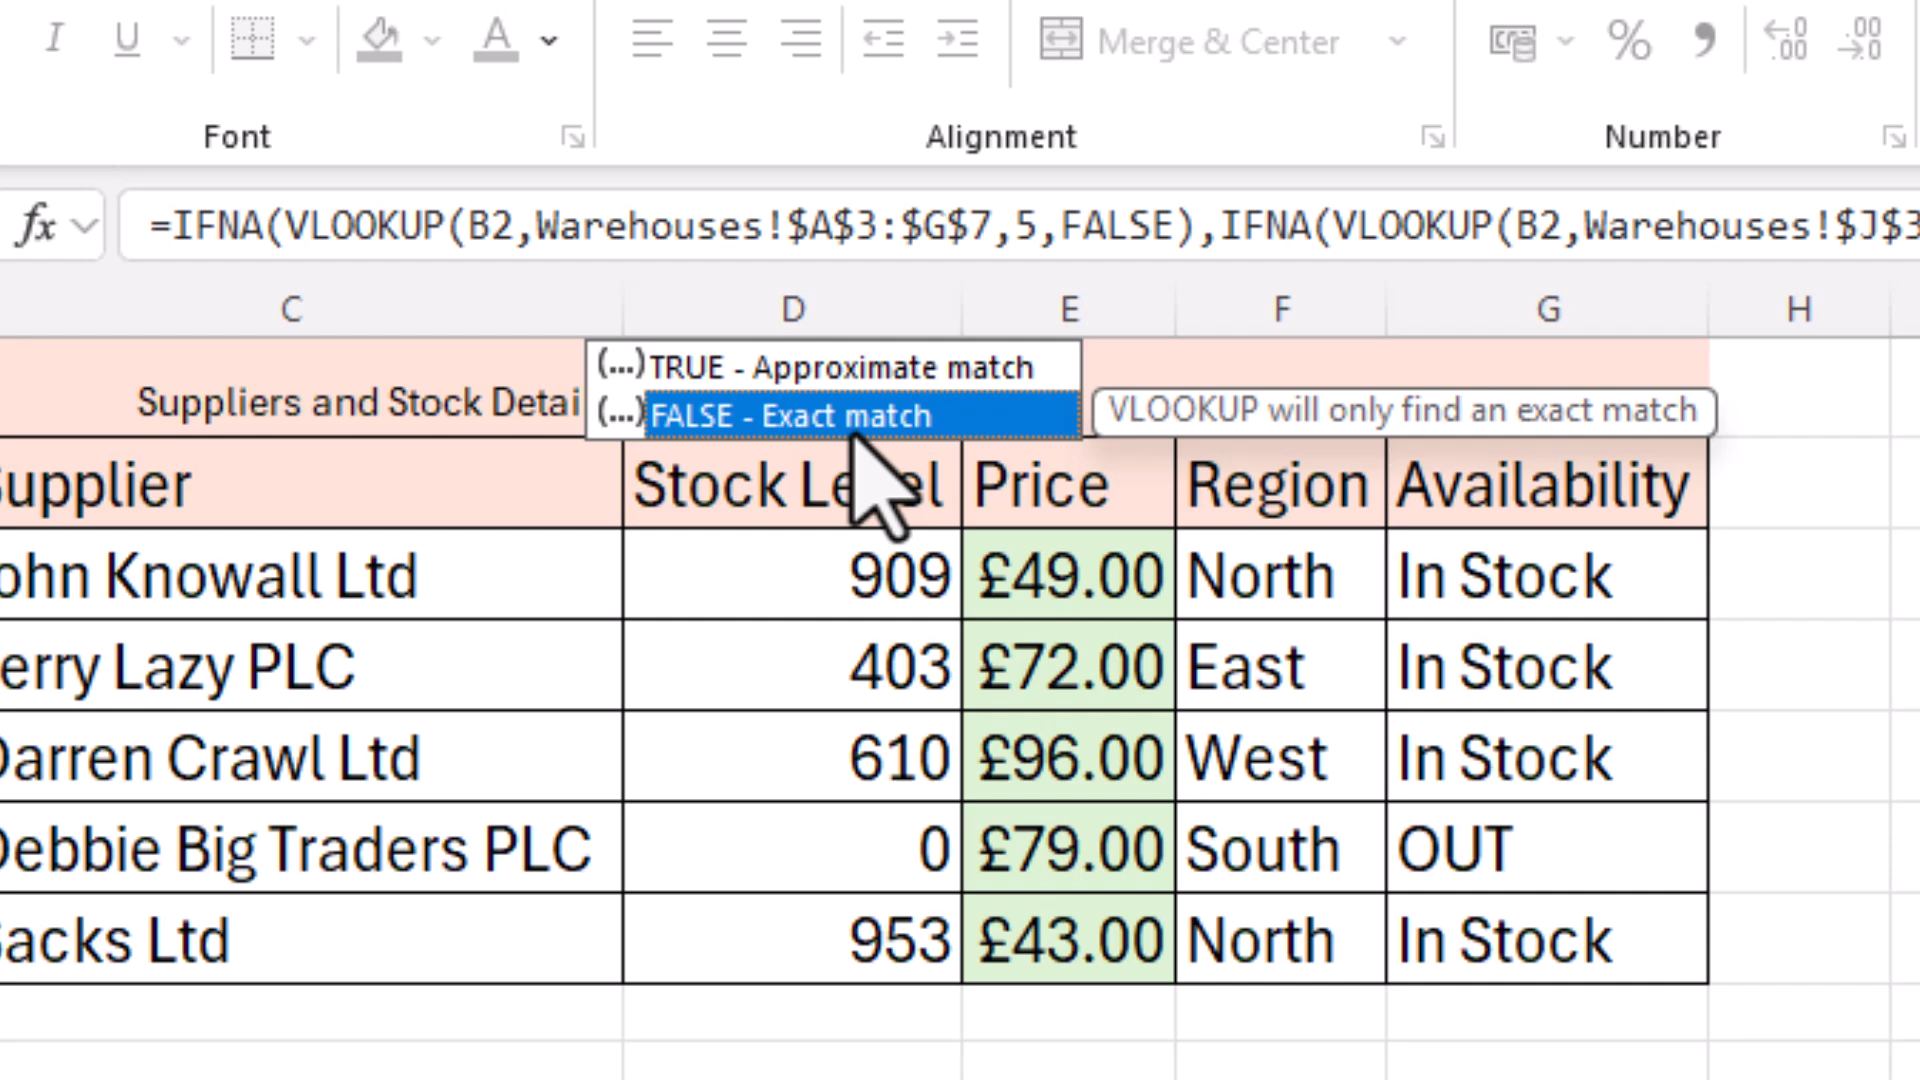 I U A Merge & Center % , ←0 .00 .00 →0
Font Alignment Number
fx =IFNA(VLOOKUP(B2,Warehouses!$A$3:$G$7,5,FALSE),IFNA(VLOOKUP(B2,Warehouses!$J$3
C D E F G H
(...) TRUE - Approximate match
Suppliers and Stock Detai (...) FALSE - Exact match VLOOKUP will only find an exact match
upplier Stock Le el Price Region Availability
ohn Knowall Ltd 909 £49.00 North In Stock
erry Lazy PLC 403 £72.00 East In Stock
Darren Crawl Ltd 610 £96.00 West In Stock
Debbie Big Traders PLC 0 £79.00 South OUT
acks Ltd 953 £43.00 North In Stock